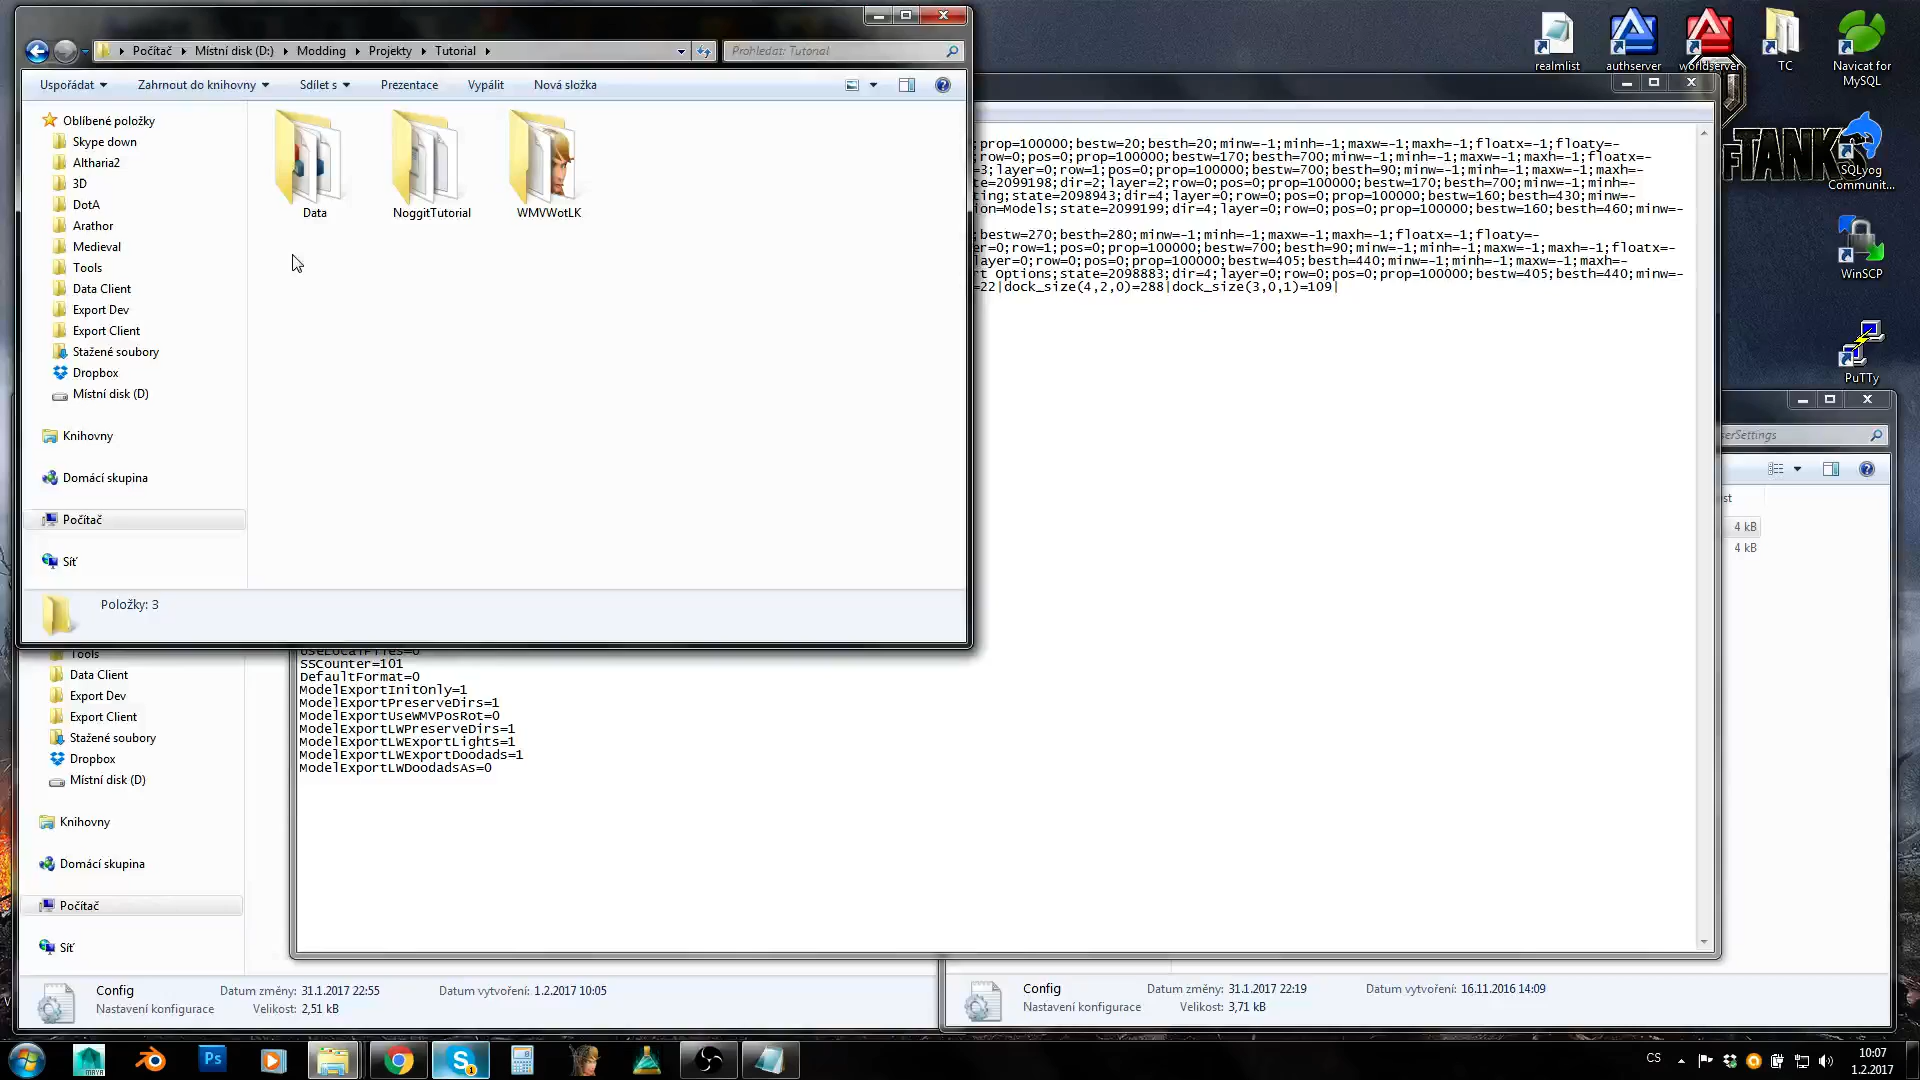 Počítač ▸ Místní disk (D:) ▸ Modding ▸ Projekty ▸ Tutorial ▸
Prohledat: Tutorial
Uspořádat
Zahrnout do knihovny
Sdílet s
Prezentace
Vypálit
Nová složka
Oblíbené položky
Skype down
Altharia2
3D
DotA
Arathor
Medieval
Tools
Data Client
Export Dev
Export Client
Stažené soubory
Dropbox
Místní disk (D)
Knihovny
Domácí skupina
Počítač
Síť
Data
NoggitTutorial
WMVWotLK
Položky: 3
realmlist
authserver
worldserver
TC
Navicat for
MySQL
SQLyog
Communit...
WinSCP
PuTTy
prop=100000;bestw=20;besth=20;minw=-1;minh=-1;maxw=-1;maxh=-1;floatx=-1;floaty=-
row=0;pos=0;prop=100000;bestw=170;besth=700;minw=-1;minh=-1;maxw=-1;maxh=-1;floatx=-
=3;layer=0;row=1;pos=0;prop=100000;bestw=700;besth=90;minw=-1;minh=-1;maxw=-1;maxh=-
te=2099198;dir=2;layer=2;row=0;pos=0;prop=100000;bestw=170;besth=700;minw=-1;minh=-
ting;state=2098943;dir=4;layer=0;row=0;pos=0;prop=100000;bestw=160;besth=430;minw=-
ion=Models;state=2099199;dir=4;layer=0;row=0;pos=0;prop=100000;bestw=160;besth=460;minw=-
bestw=270;besth=280;minw=-1;minh=-1;maxw=-1;maxh=-1;floatx=-1;floaty=-
=0;row=1;pos=0;prop=100000;bestw=700;besth=90;minw=-1;minh=-1;maxw=-1;maxh=-1;floatx=-
layer=0;row=0;pos=0;prop=100000;bestw=405;besth=440;minw=-1;minh=-1;maxw=-1;maxh=-
rt Options;state=2098883;dir=4;layer=0;row=0;pos=0;prop=100000;bestw=405;besth=440;minw=-
=22|dock_size(4,2,0)=288|dock_size(3,0,1)=109|
UseLocalFiles=0
SSCounter=101
DefaultFormat=0
ModelExportInitOnly=1
ModelExportPreserveDirs=1
ModelExportUseWMVPosRot=0
ModelExportLWPreserveDirs=1
ModelExportLWExportLights=1
ModelExportLWExportDoodads=1
ModelExportLWDoodadsAs=0
serSettings
st
4 kB
4 kB
Tools
Data Client
Export Dev
Export Client
Stažené soubory
Dropbox
Místní disk (D)
Knihovny
Domácí skupina
Počítač
Síť
Config
Datum změny: 31.1.2017 22:55
Datum vytvoření: 1.2.2017 10:05
Nastavení konfigurace
Velikost: 2,51 kB
Config
Datum změny: 31.1.2017 22:19
Datum vytvoření: 16.11.2016 14:09
Nastavení konfigurace
Velikost: 3,71 kB
MAYA
Ps
CS
10:07
1.2.2017